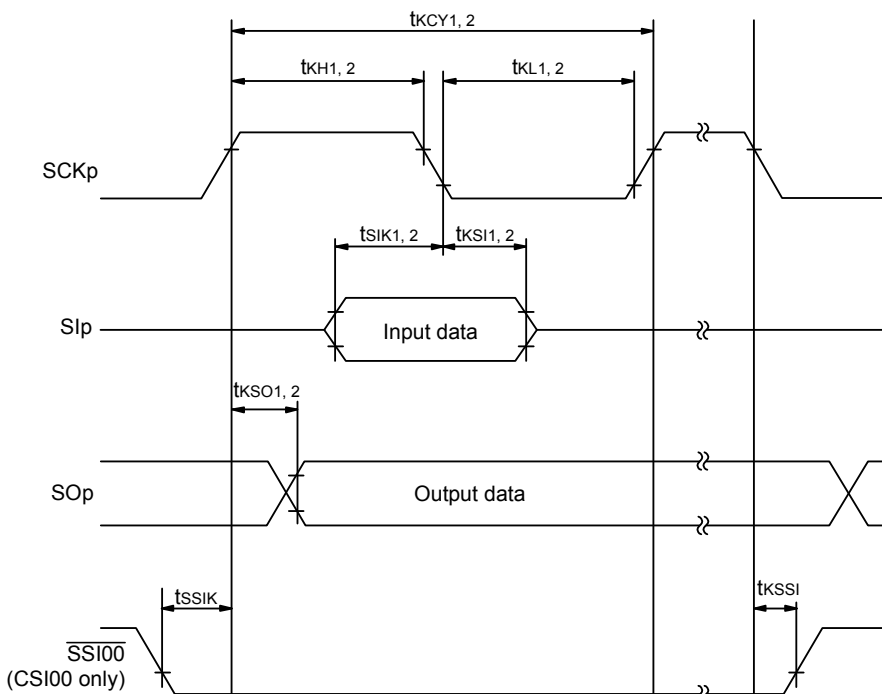 tKCY1, 2
tKH1, 2
tKL1, 2
SCKp
tSIK1, 2
tKSI1, 2
SIp
Input data
tKSO1, 2
SOp
Output data
tSSIK
tKSSI
SSI00
(CSI00 only)